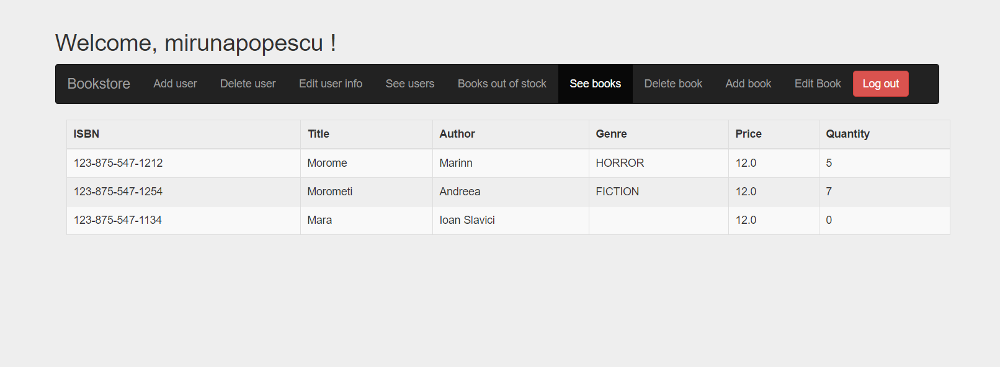 Welcome, mirunapopescu !
Bookstore Add user Delete user Edit user info See users Books out of stock See books Delete book Add book Edit Book Log out
ISBN Title Author Genre Price Quantity
123-875-547-1212 Morome Marinn HORROR 12.0 5
123-875-547-1254 Morometi Andreea FICTION 12.0 7
123-875-547-1134 Mara Ioan Slavici 12.0 0